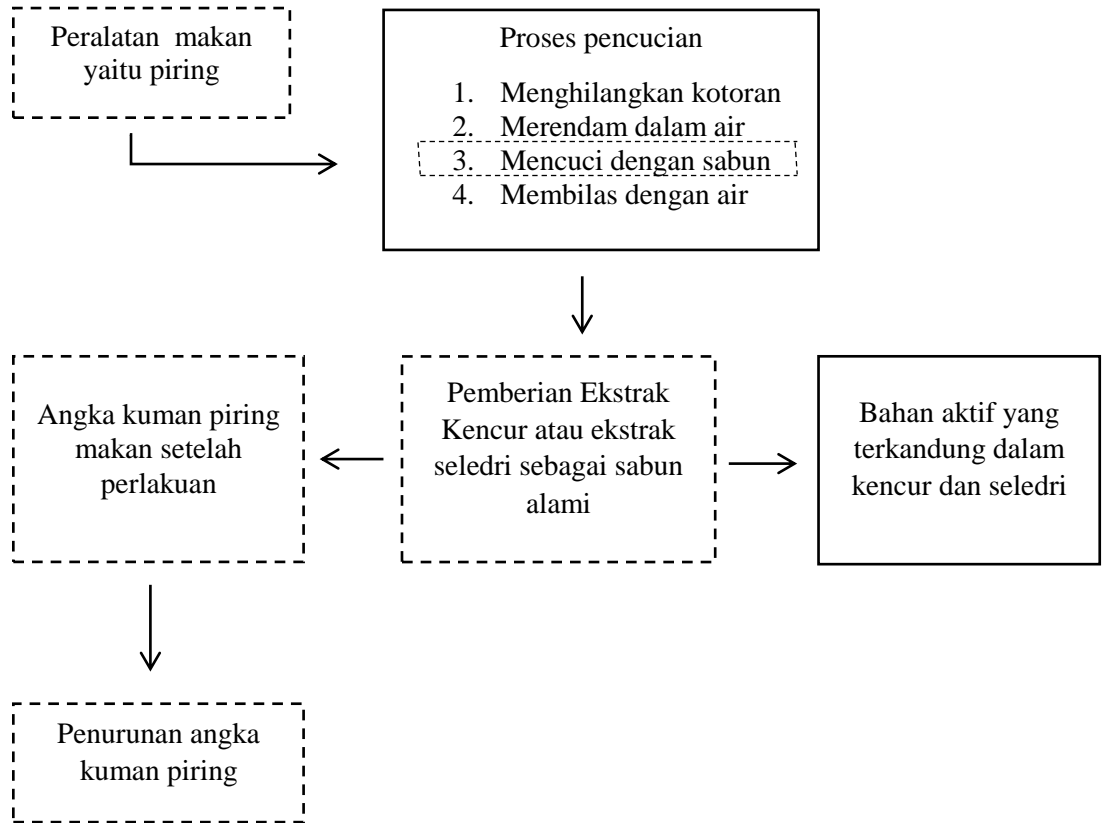 Peralatan makan
yaitu piring
Proses pencucian
1. Menghilangkan kotoran
2. Merendam dalam air
3. Mencuci dengan sabun
4. Membilas dengan air
Angka kuman piring
makan setelah
perlakuan
Pemberian Ekstrak
Kencur atau ekstrak
seledri sebagai sabun
alami
Bahan aktif yang
terkandung dalam
kencur dan seledri
Penurunan angka
kuman piring